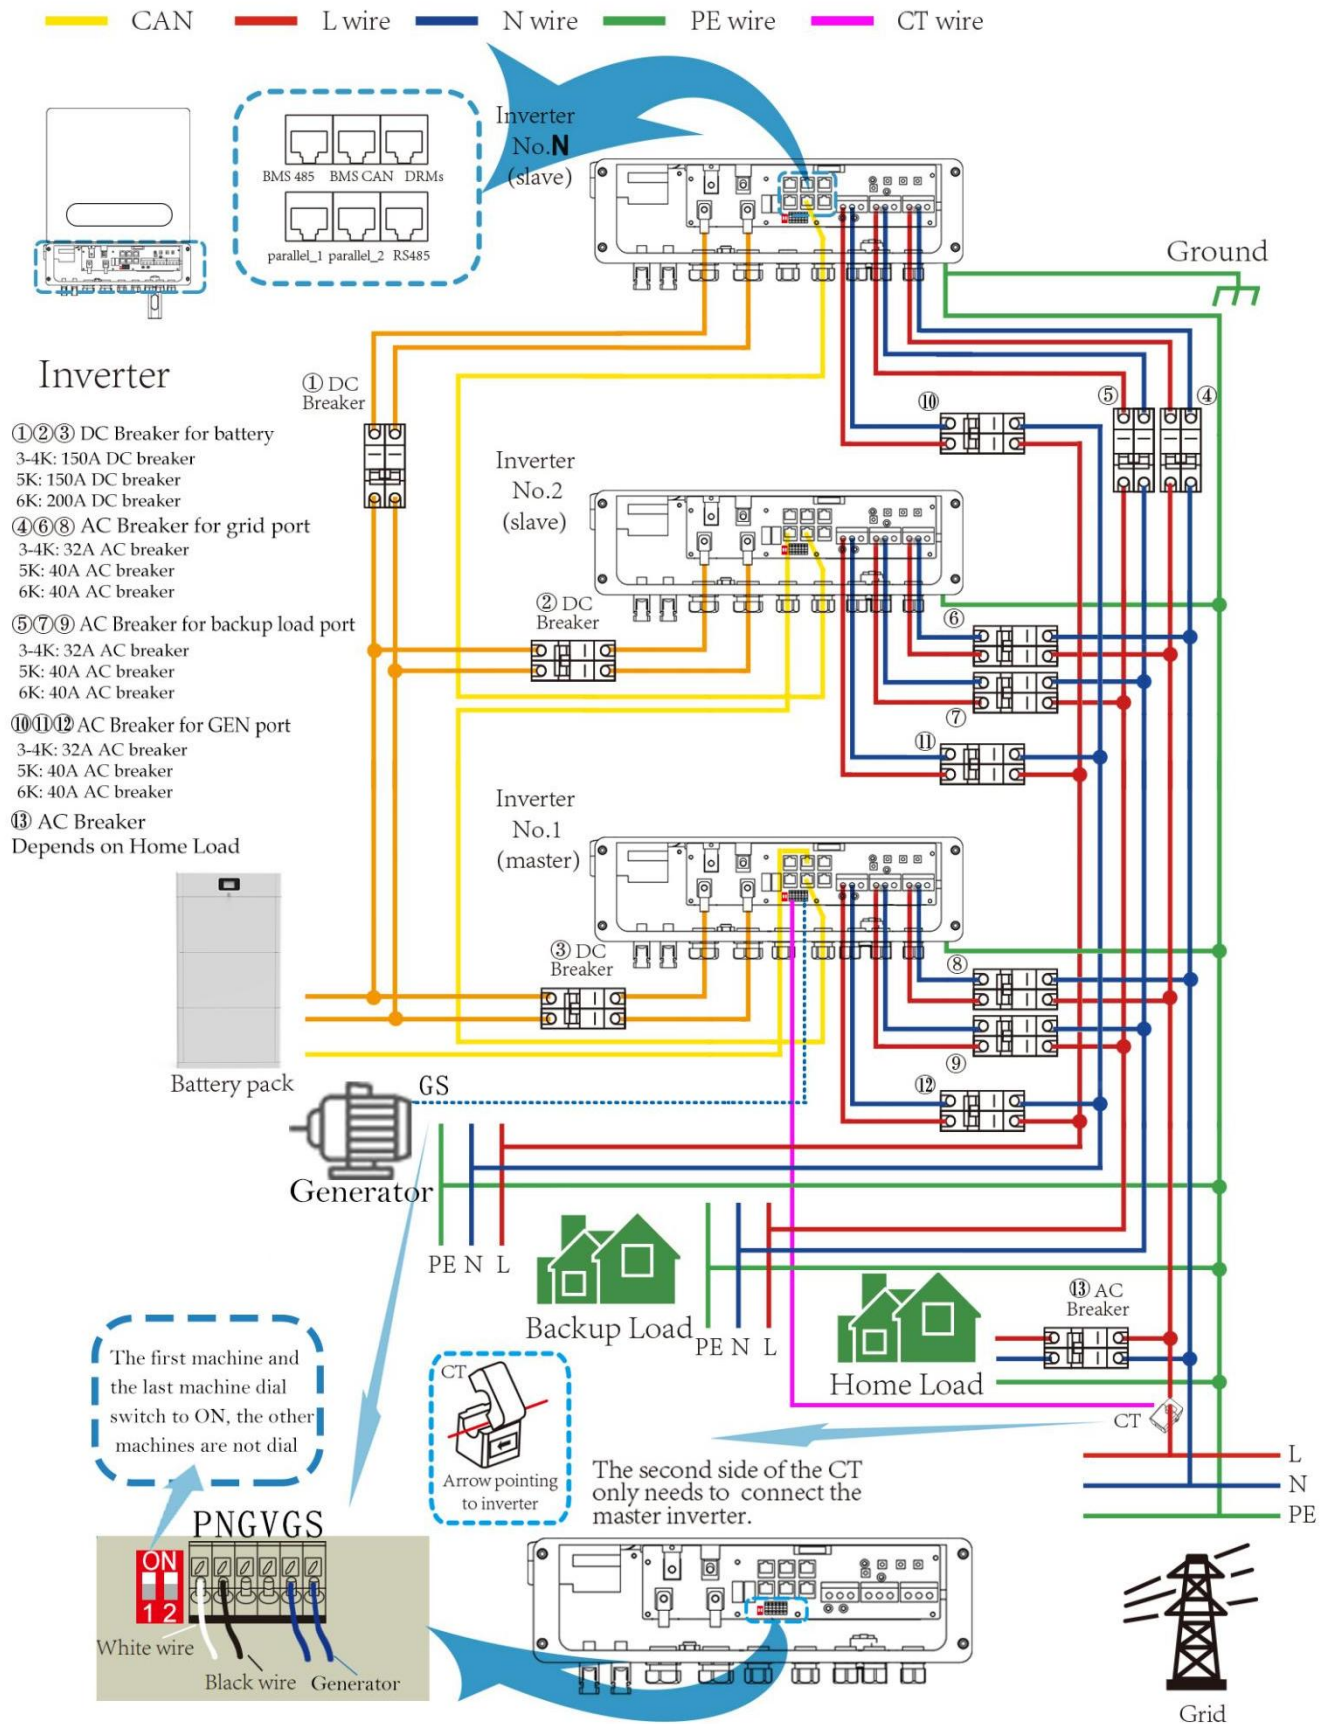 CAN
L wire
N wire
PE wire
CT wire
BMS 485
BMS CAN
DRMs
parallel_1
parallel_2
RS485
Inverter
No.N
(slave)
Ground
Inverter
①②③ DC Breaker for battery
3-4K: 150A DC breaker
5K: 150A DC breaker
6K: 200A DC breaker
④⑥⑧ AC Breaker for grid port
3-4K: 32A AC breaker
5K: 40A AC breaker
6K: 40A AC breaker
⑤⑦⑨ AC Breaker for backup load port
3-4K: 32A AC breaker
5K: 40A AC breaker
6K: 40A AC breaker
⑩⑪⑫ AC Breaker for GEN port
3-4K: 32A AC breaker
5K: 40A AC breaker
6K: 40A AC breaker
⑬ AC Breaker
Depends on Home Load
① DC
Breaker
⑩
⑤
④
Inverter
No.2
(slave)
② DC
Breaker
⑥
⑦
⑪
Inverter
No.1
(master)
③ DC
Breaker
⑧
⑨
⑫
Battery pack
GS
Generator
PE N L
Backup Load
PE N L
Home Load
⑬ AC
Breaker
CT
L
N
PE
Grid
The first machine and
the last machine dial
switch to ON, the other
machines are not dial
CT
Arrow pointing
to inverter
The second side of the CT
only needs to connect the
master inverter.
PNGVGS
ON
1 2
White wire
Black wire
Generator